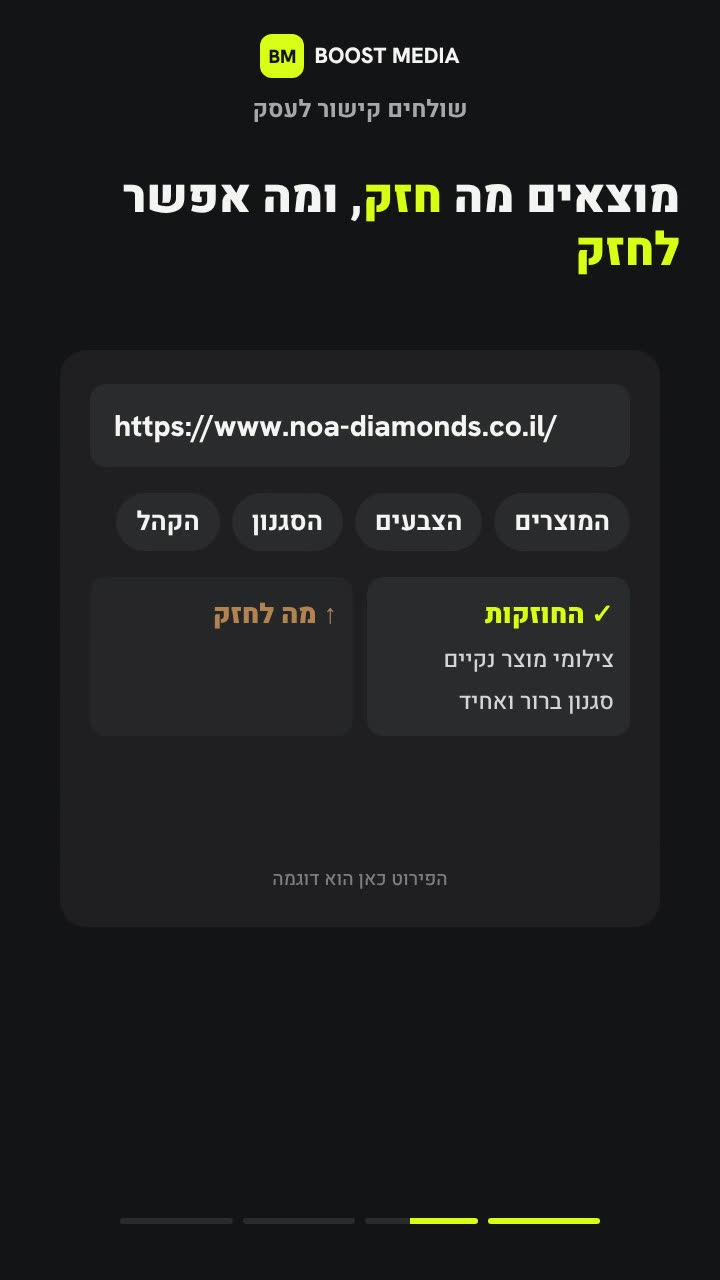 BM BOOST MEDIA
שולחים קישור לעסק
מוצאים מה חזק, ומה אפשר
לחזק
https://www.noa-diamonds.co.il/
המוצרים הצבעים הסגנון הקהל
✓ החוזקות
צילומי מוצר נקיים
סגנון ברור ואחיד
↑ מה לחזק
הפירוט כאן הוא דוגמה